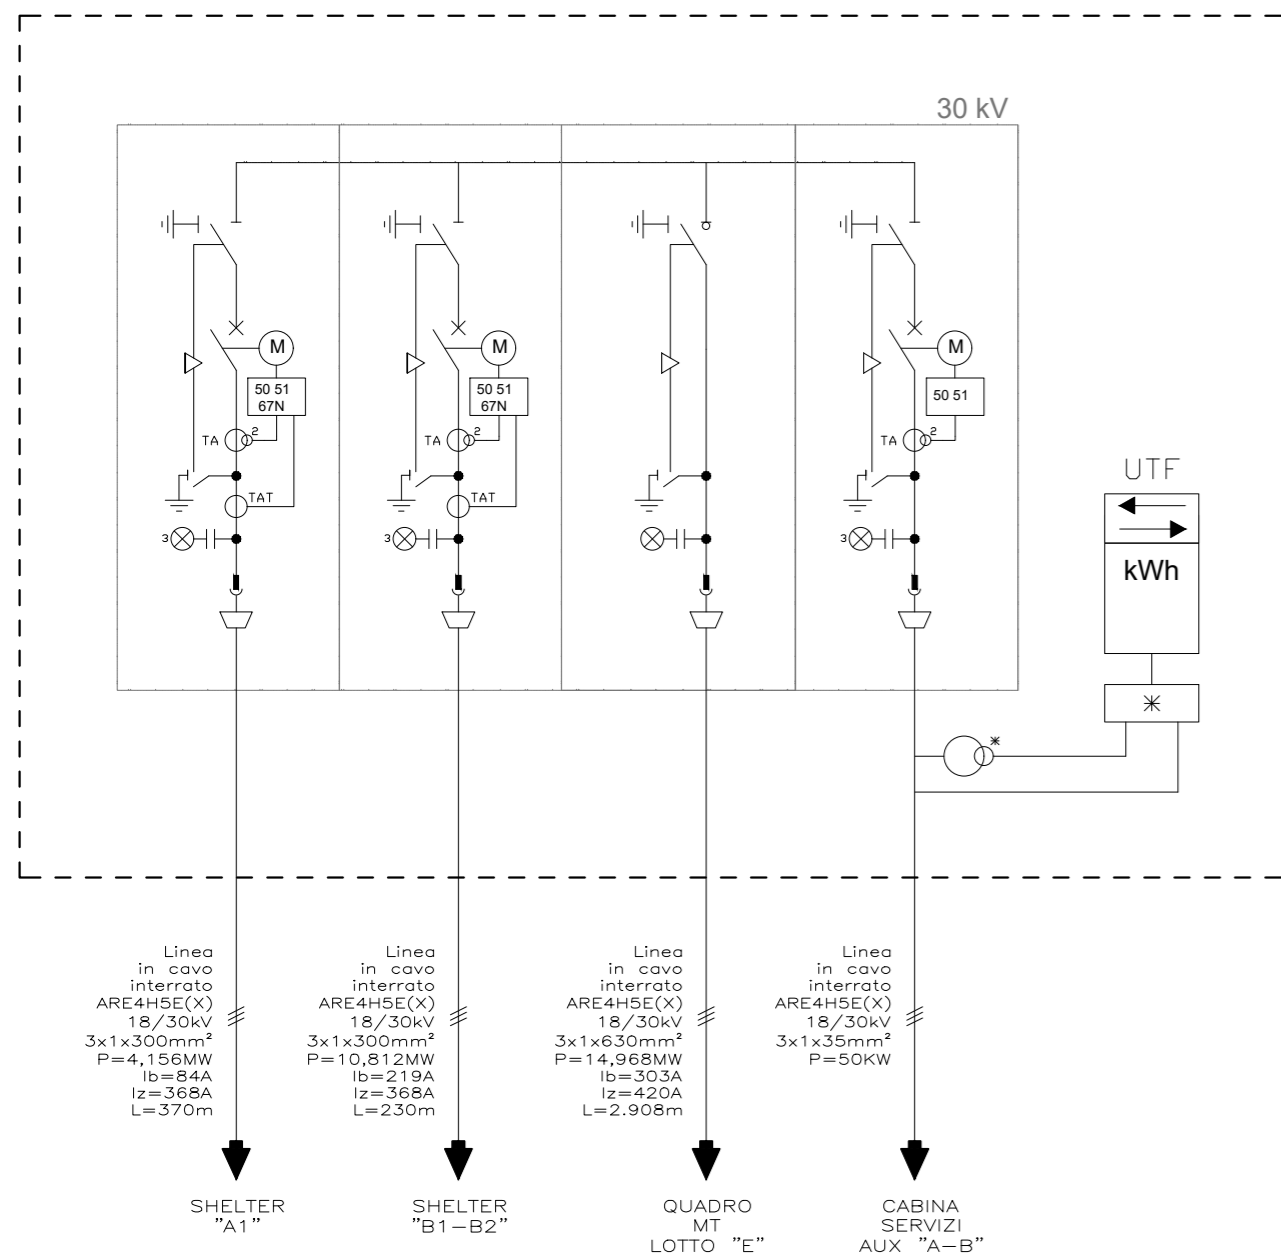 30 kV
M
50 51
67N
TA
2
TAT
3
M
50 51
67N
TA
2
TAT
3
M
50 51
TA
2
3
UTF
kWh
*
*
Linea
in cavo
interrato
ARE4H5E(X)
18/30kV
3x1x300mm²
P=4,156MW
Ib=84A
Iz=368A
L=370m
Linea
in cavo
interrato
ARE4H5E(X)
18/30kV
3x1x300mm²
P=10,812MW
Ib=219A
Iz=368A
L=230m
Linea
in cavo
interrato
ARE4H5E(X)
18/30kV
3x1x630mm²
P=14,968MW
Ib=303A
Iz=420A
L=2.908m
Linea
in cavo
interrato
ARE4H5E(X)
18/30kV
3x1x35mm²
P=50KW
SHELTER
"A1"
SHELTER
"B1-B2"
QUADRO
MT
LOTTO "E"
CABINA
SERVIZI
AUX "A-B"